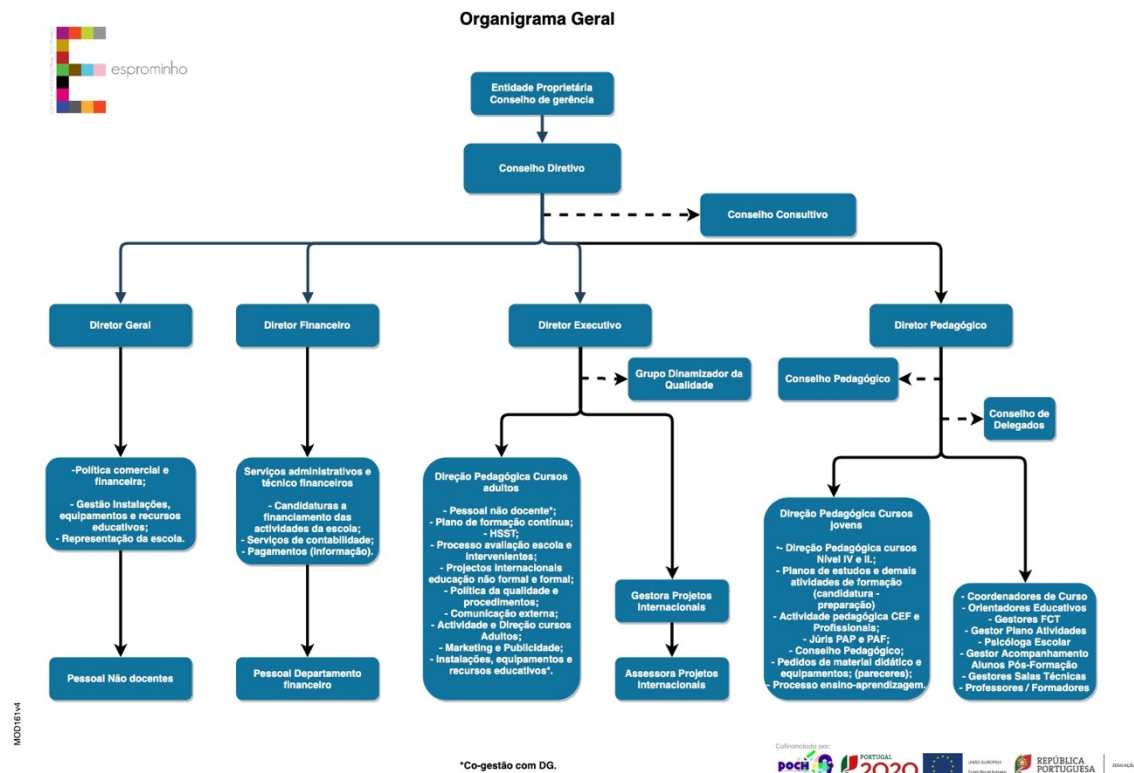 Organigrama Geral
ESCOLA PROFISSIONAL DO MINHO
esprominho
Entidade Proprietária
Conselho de gerência
Conselho Diretivo
Conselho Consultivo
Diretor Geral
Diretor Financeiro
Diretor Executivo
Diretor Pedagógico
Grupo Dinamizador da
Qualidade
Conselho Pedagógico
Conselho de
Delegados
-Política comercial e
financeira;
- Gestão Instalações,
equipamentos e recursos
educativos;
- Representação da escola.
Serviços administrativos e
técnico financeiros
- Candidaturas a
financiamento das
actividades da escola;
- Serviços de contabilidade;
- Pagamentos (informação).
Direção Pedagógica Cursos
adultos
- Pessoal não docente*;
- Plano de formação contínua;
- HSST;
- Processo avaliação escola e
intervenientes;
- Projectos internacionais
educação não formal e formal;
- Política da qualidade e
procedimentos;
- Comunicação externa;
- Actividade e Direção cursos
Adultos;
- Marketing e Publicidade;
- Instalações, equipamentos e
recursos educativos*.
Gestora Projetos
Internacionais
Direção Pedagógica Cursos
jovens
-- Direção Pedagógica cursos
Nível IV e II.;
- Planos de estudos e demais
atividades de formação
(candidatura -
preparação)
- Actividade pedagógica CEF e
Profissionais;
- Júris PAP e PAF;
- Conselho Pedagógico;
- Pedidos de material didático e
equipamentos; (pareceres);
- Processo ensino-aprendizagem.
- Coordenadores de Curso
- Orientadores Educativos
- Gestores FCT
- Gestor Plano Atividades
- Psicóloga Escolar
- Gestor Acompanhamento
Alunos Pós-Formação
- Gestores Salas Técnicas
- Professores / Formadores
Pessoal Não docentes
Pessoal Departamento
financeiro
Assessora Projetos
Internacionais
MOD161v4
*Co-gestão com DG.
Cofinanciado por:
POCH
PORTUGAL
2020
UNIÃO EUROPEIA
Fundo Social Europeu
REPÚBLICA
PORTUGUESA
EDUCAÇÃO